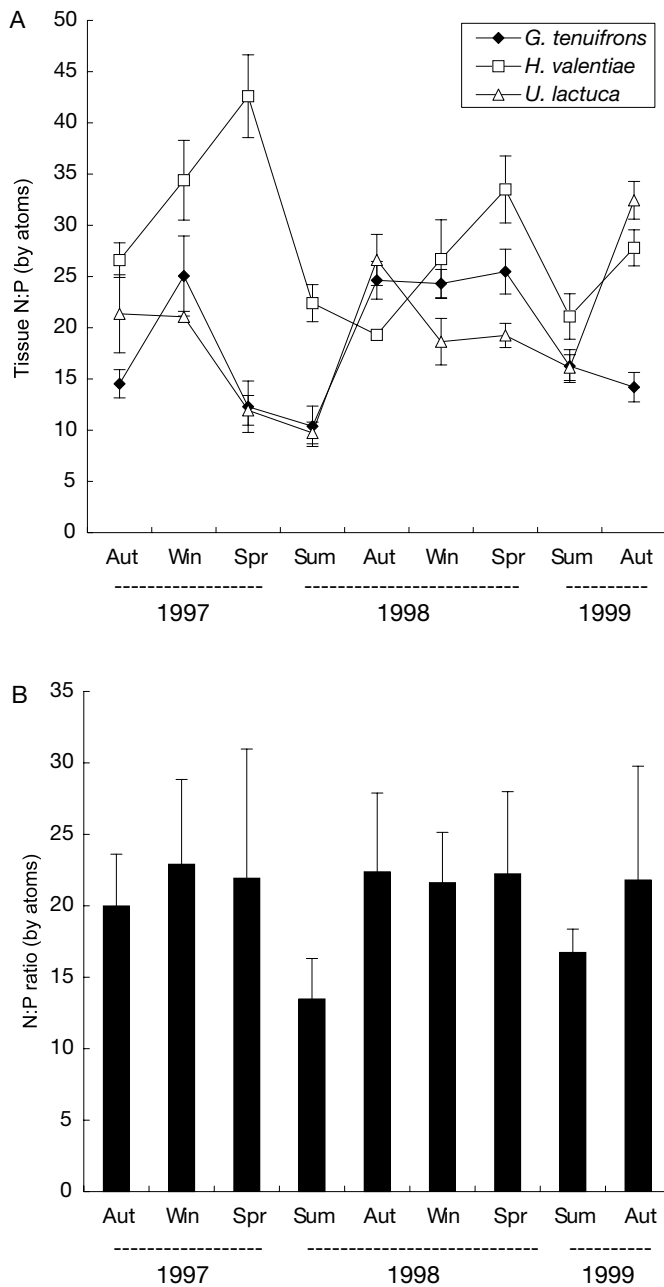 A
Tissue N:P (by atoms)
50
45
40
35
30
25
20
15
10
5
0
G. tenuifrons
H. valentiae
U. lactuca
Aut Win Spr Sum Aut Win Spr Sum Aut
1997 1998 1999
B
N:P ratio (by atoms)
35
30
25
20
15
10
5
0
Aut Win Spr Sum Aut Win Spr Sum Aut
1997 1998 1999